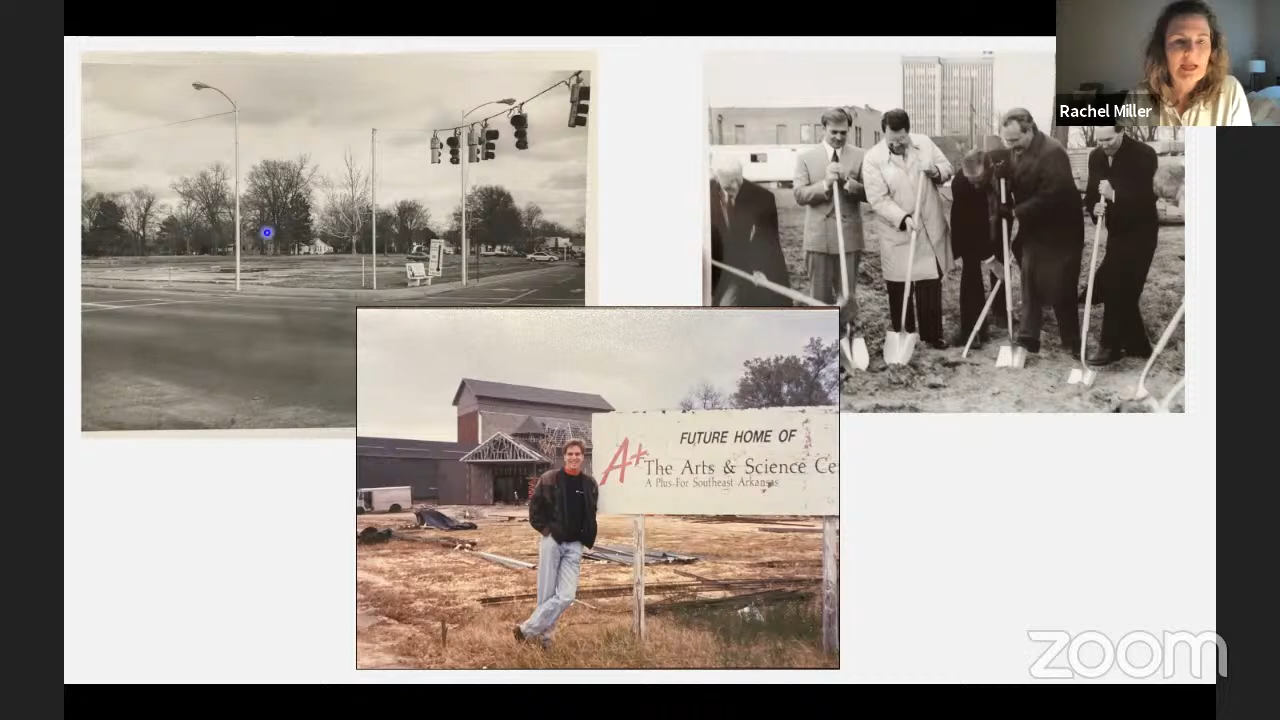 Rachel Miller
FUTURE HOME OF
A+
The Arts & Science Ce
A Plus For Southeast Arkansas
zoom